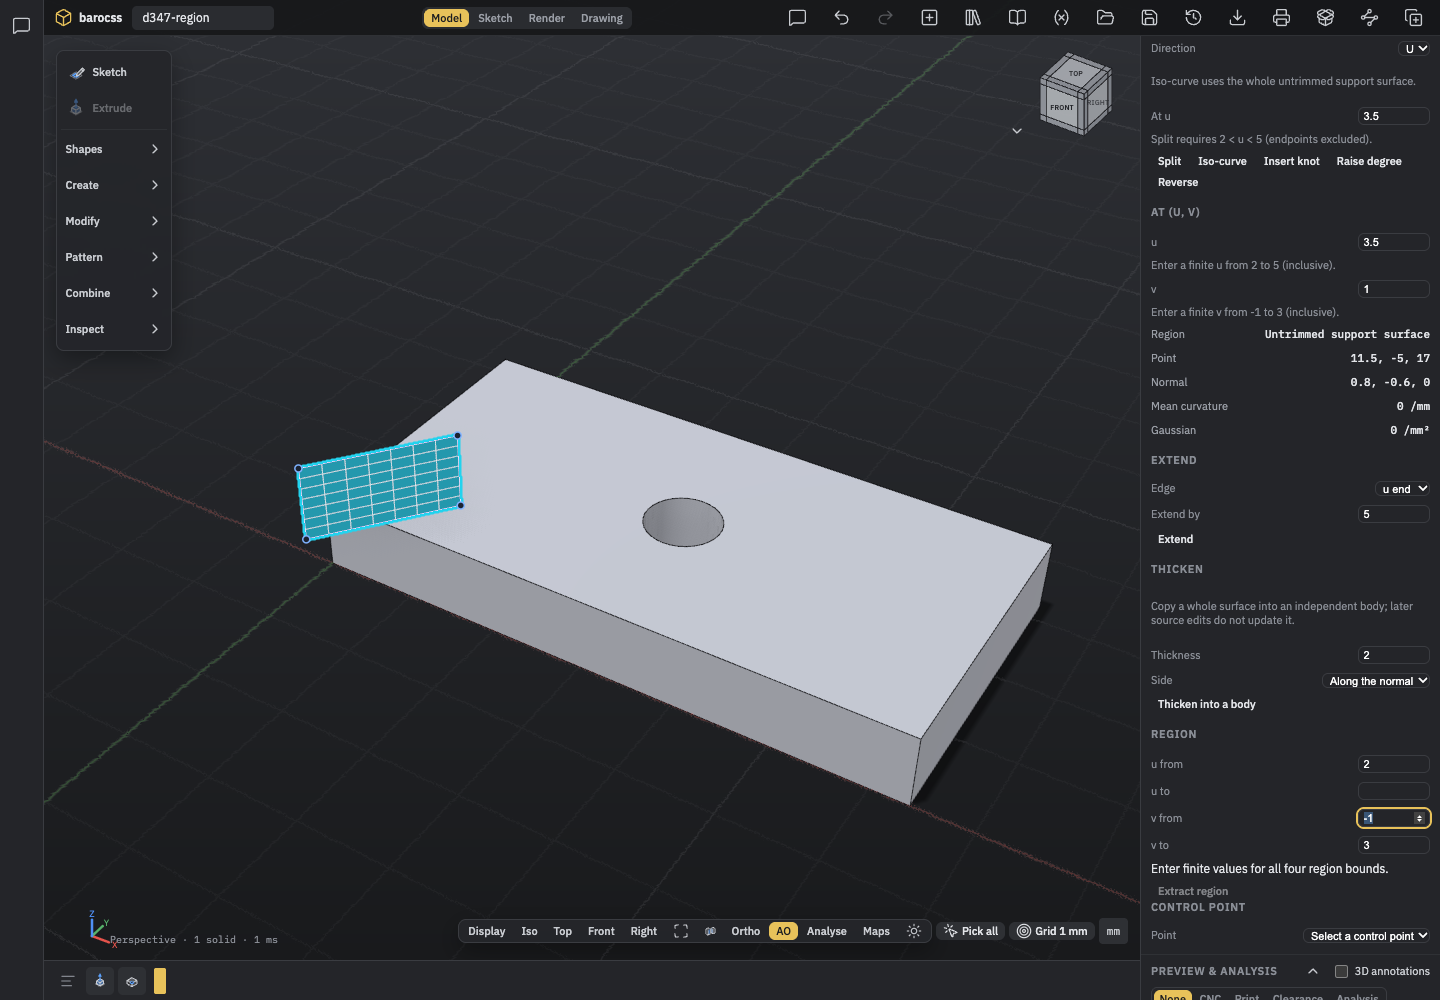 barocss
d347-region
Model
Sketch
Render
Drawing
Sketch
Extrude
Shapes
Create
Modify
Pattern
Combine
Inspect
TOP
FRONT
RIGHT
Direction
U
Iso-curve uses the whole untrimmed support surface.
At u
3.5
Split requires 2 < u < 5 (endpoints excluded).
Split
Iso-curve
Insert knot
Raise degree
Reverse
AT (U, V)
u
3.5
Enter a finite u from 2 to 5 (inclusive).
v
1
Enter a finite v from -1 to 3 (inclusive).
Region
Untrimmed support surface
Point
11.5, -5, 17
Normal
0.8, -0.6, 0
Mean curvature
0 /mm
Gaussian
0 /mm²
EXTEND
Edge
u end
Extend by
5
Extend
THICKEN
Copy a whole surface into an independent body; later
source edits do not update it.
Thickness
2
Side
Along the normal
Thicken into a body
REGION
u from
2
u to
v from
-1
v to
3
Enter finite values for all four region bounds.
Extract region
CONTROL POINT
Point
Select a control point
PREVIEW & ANALYSIS
3D annotations
None
CNC
Print
Clearance
Analysis
Z
Y
X
Perspective · 1 solid · 1 ms
Display
Iso
Top
Front
Right
Ortho
AO
Analyse
Maps
Pick all
Grid 1 mm
mm